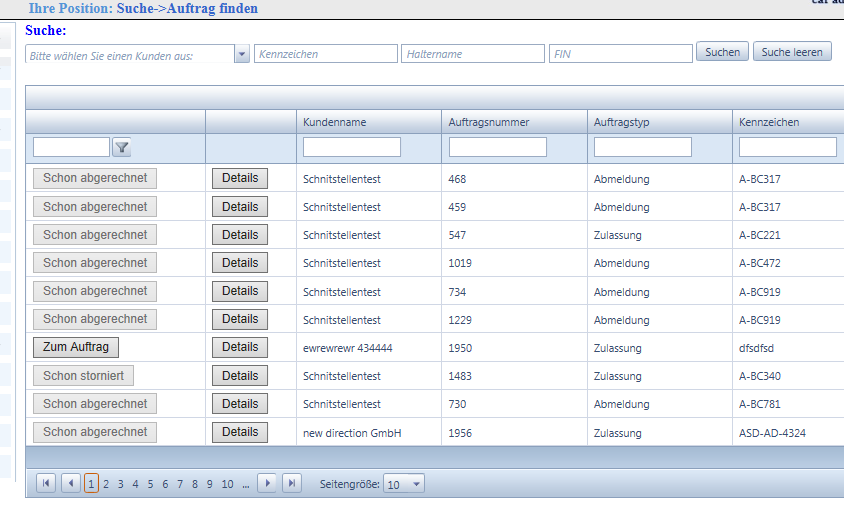 Ihre Position: Suche->Auftrag finden
Suche:
Bitte wählen Sie einen Kunden aus: Kennzeichen Haltername FIN Suchen Suche leeren
Kundenname Auftragsnummer Auftragstyp Kennzeichen
Schon abgerechnet Details Schnitstellentest 468 Abmeldung A-BC317
Schon abgerechnet Details Schnitstellentest 459 Abmeldung A-BC317
Schon abgerechnet Details Schnitstellentest 547 Zulassung A-BC221
Schon abgerechnet Details Schnitstellentest 1019 Abmeldung A-BC472
Schon abgerechnet Details Schnitstellentest 734 Abmeldung A-BC919
Schon abgerechnet Details Schnitstellentest 1229 Abmeldung A-BC919
Zum Auftrag Details ewrewrewr 434444 1950 Zulassung dfsdfsd
Schon storniert Details Schnitstellentest 1483 Zulassung A-BC340
Schon abgerechnet Details Schnitstellentest 730 Abmeldung A-BC781
Schon abgerechnet Details new direction GmbH 1956 Zulassung ASD-AD-4324
1 2 3 4 5 6 7 8 9 10 ... Seitengröße: 10